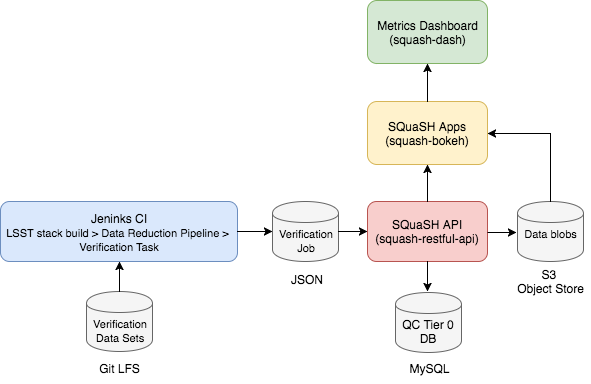 Metrics Dashboard
(squash-dash)
SQuaSH Apps
(squash-bokeh)
Jeninks CI
LSST stack build > Data Reduction Pipeline >
Verification Task
Verification
Job
JSON
SQuaSH API
(squash-restful-api)
Data blobs
S3
Object Store
Verification
Data Sets
Git LFS
QC Tier 0
DB
MySQL